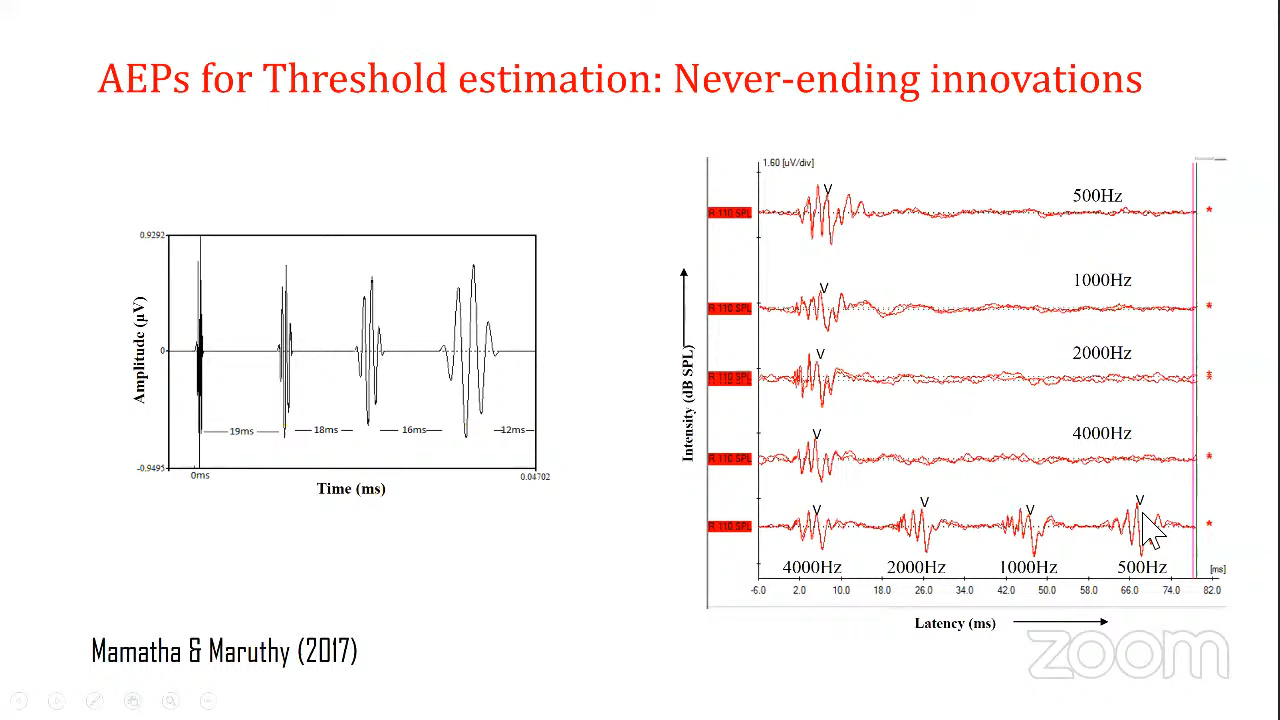 AEPs for Threshold estimation: Never-ending innovations
0.9292
0
-0.9495
Amplitude (µV)
19ms
18ms
16ms
12ms
0ms
0.04702
Time (ms)
1.60 [uV/div]
Intensity (dB SPL)
R 110 SPL
V
500Hz
*
R 110 SPL
V
1000Hz
*
R 110 SPL
V
2000Hz
*
*
R 110 SPL
V
4000Hz
*
R 110 SPL
V
V
V
V
*
4000Hz
2000Hz
1000Hz
500Hz
[ms]
-6.0 2.0 10.0 18.0 26.0 34.0 42.0 50.0 58.0 66.0 74.0 82.0
Latency (ms)
Mamatha & Maruthy (2017)
zoom